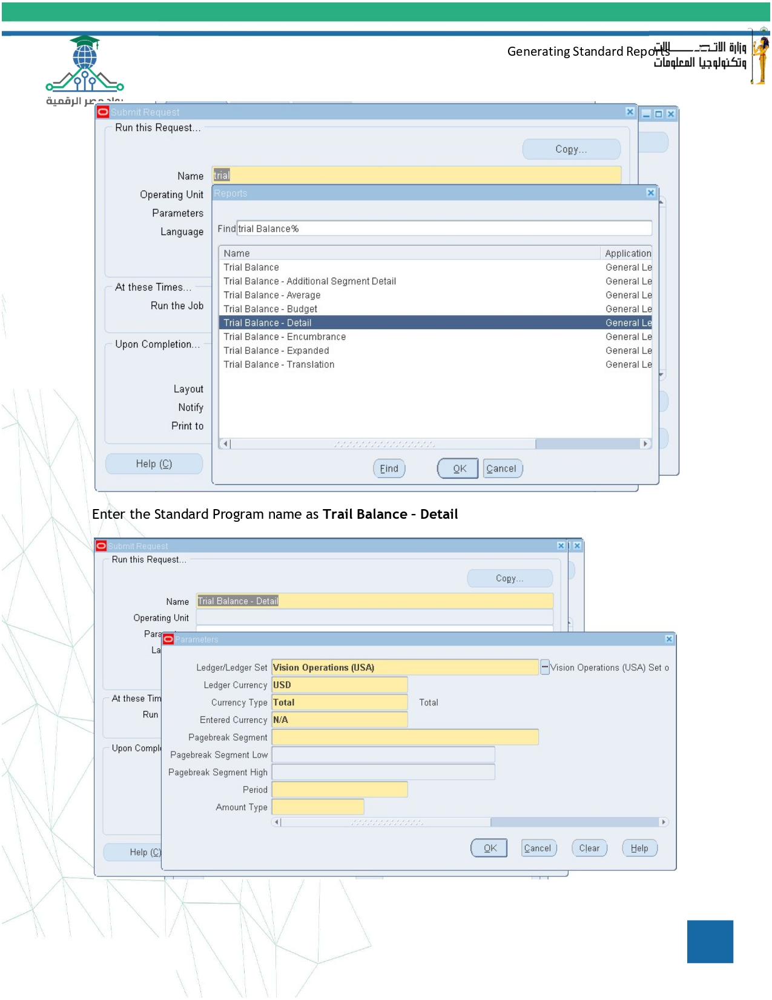 Generating Standard Reports
وزارة الاتصالات
وتكنولوجيا المعلومات
رواد مصر الرقمية
Submit Request
Run this Request...
Copy...
Name trial
Operating Unit
Parameters
Language
Reports
Find trial Balance%
Name Application
Trial Balance General Le
Trial Balance - Additional Segment Detail General Le
Trial Balance - Average General Le
Trial Balance - Budget General Le
Trial Balance - Detail General Le
Trial Balance - Encumbrance General Le
Trial Balance - Expanded General Le
Trial Balance - Translation General Le
At these Times...
Run the Job
Upon Completion...
Layout
Notify
Print to
Help (C)
Find OK Cancel
Enter the Standard Program name as Trail Balance – Detail
Submit Request
Run this Request...
Copy...
Name Trial Balance - Detail
Operating Unit
Para
La
At these Tim
Run
Upon Comple
Help (C)
Parameters
Ledger/Ledger Set Vision Operations (USA) ... Vision Operations (USA) Set o
Ledger Currency USD
Currency Type Total Total
Entered Currency N/A
Pagebreak Segment
Pagebreak Segment Low
Pagebreak Segment High
Period
Amount Type
OK Cancel Clear Help